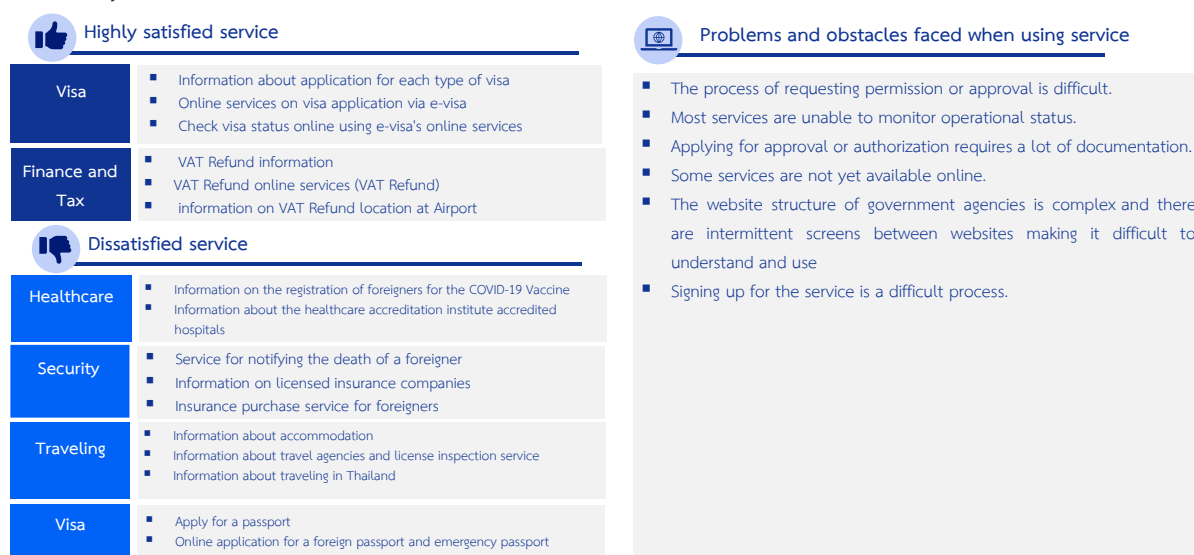 Highly satisfied service
Visa
Information about application for each type of visa
Online services on visa application via e-visa
Check visa status online using e-visa's online services
Finance and
Tax
VAT Refund information
VAT Refund online services (VAT Refund)
information on VAT Refund location at Airport
Dissatisfied service
Healthcare
Information on the registration of foreigners for the COVID-19 Vaccine
Information about the healthcare accreditation institute accredited
hospitals
Security
Service for notifying the death of a foreigner
Information on licensed insurance companies
Insurance purchase service for foreigners
Traveling
Information about accommodation
Information about travel agencies and license inspection service
Information about traveling in Thailand
Visa
Apply for a passport
Online application for a foreign passport and emergency passport
Problems and obstacles faced when using service
The process of requesting permission or approval is difficult.
Most services are unable to monitor operational status.
Applying for approval or authorization requires a lot of documentation.
Some services are not yet available online.
The website structure of government agencies is complex and there
are intermittent screens between websites making it difficult to
understand and use
Signing up for the service is a difficult process.